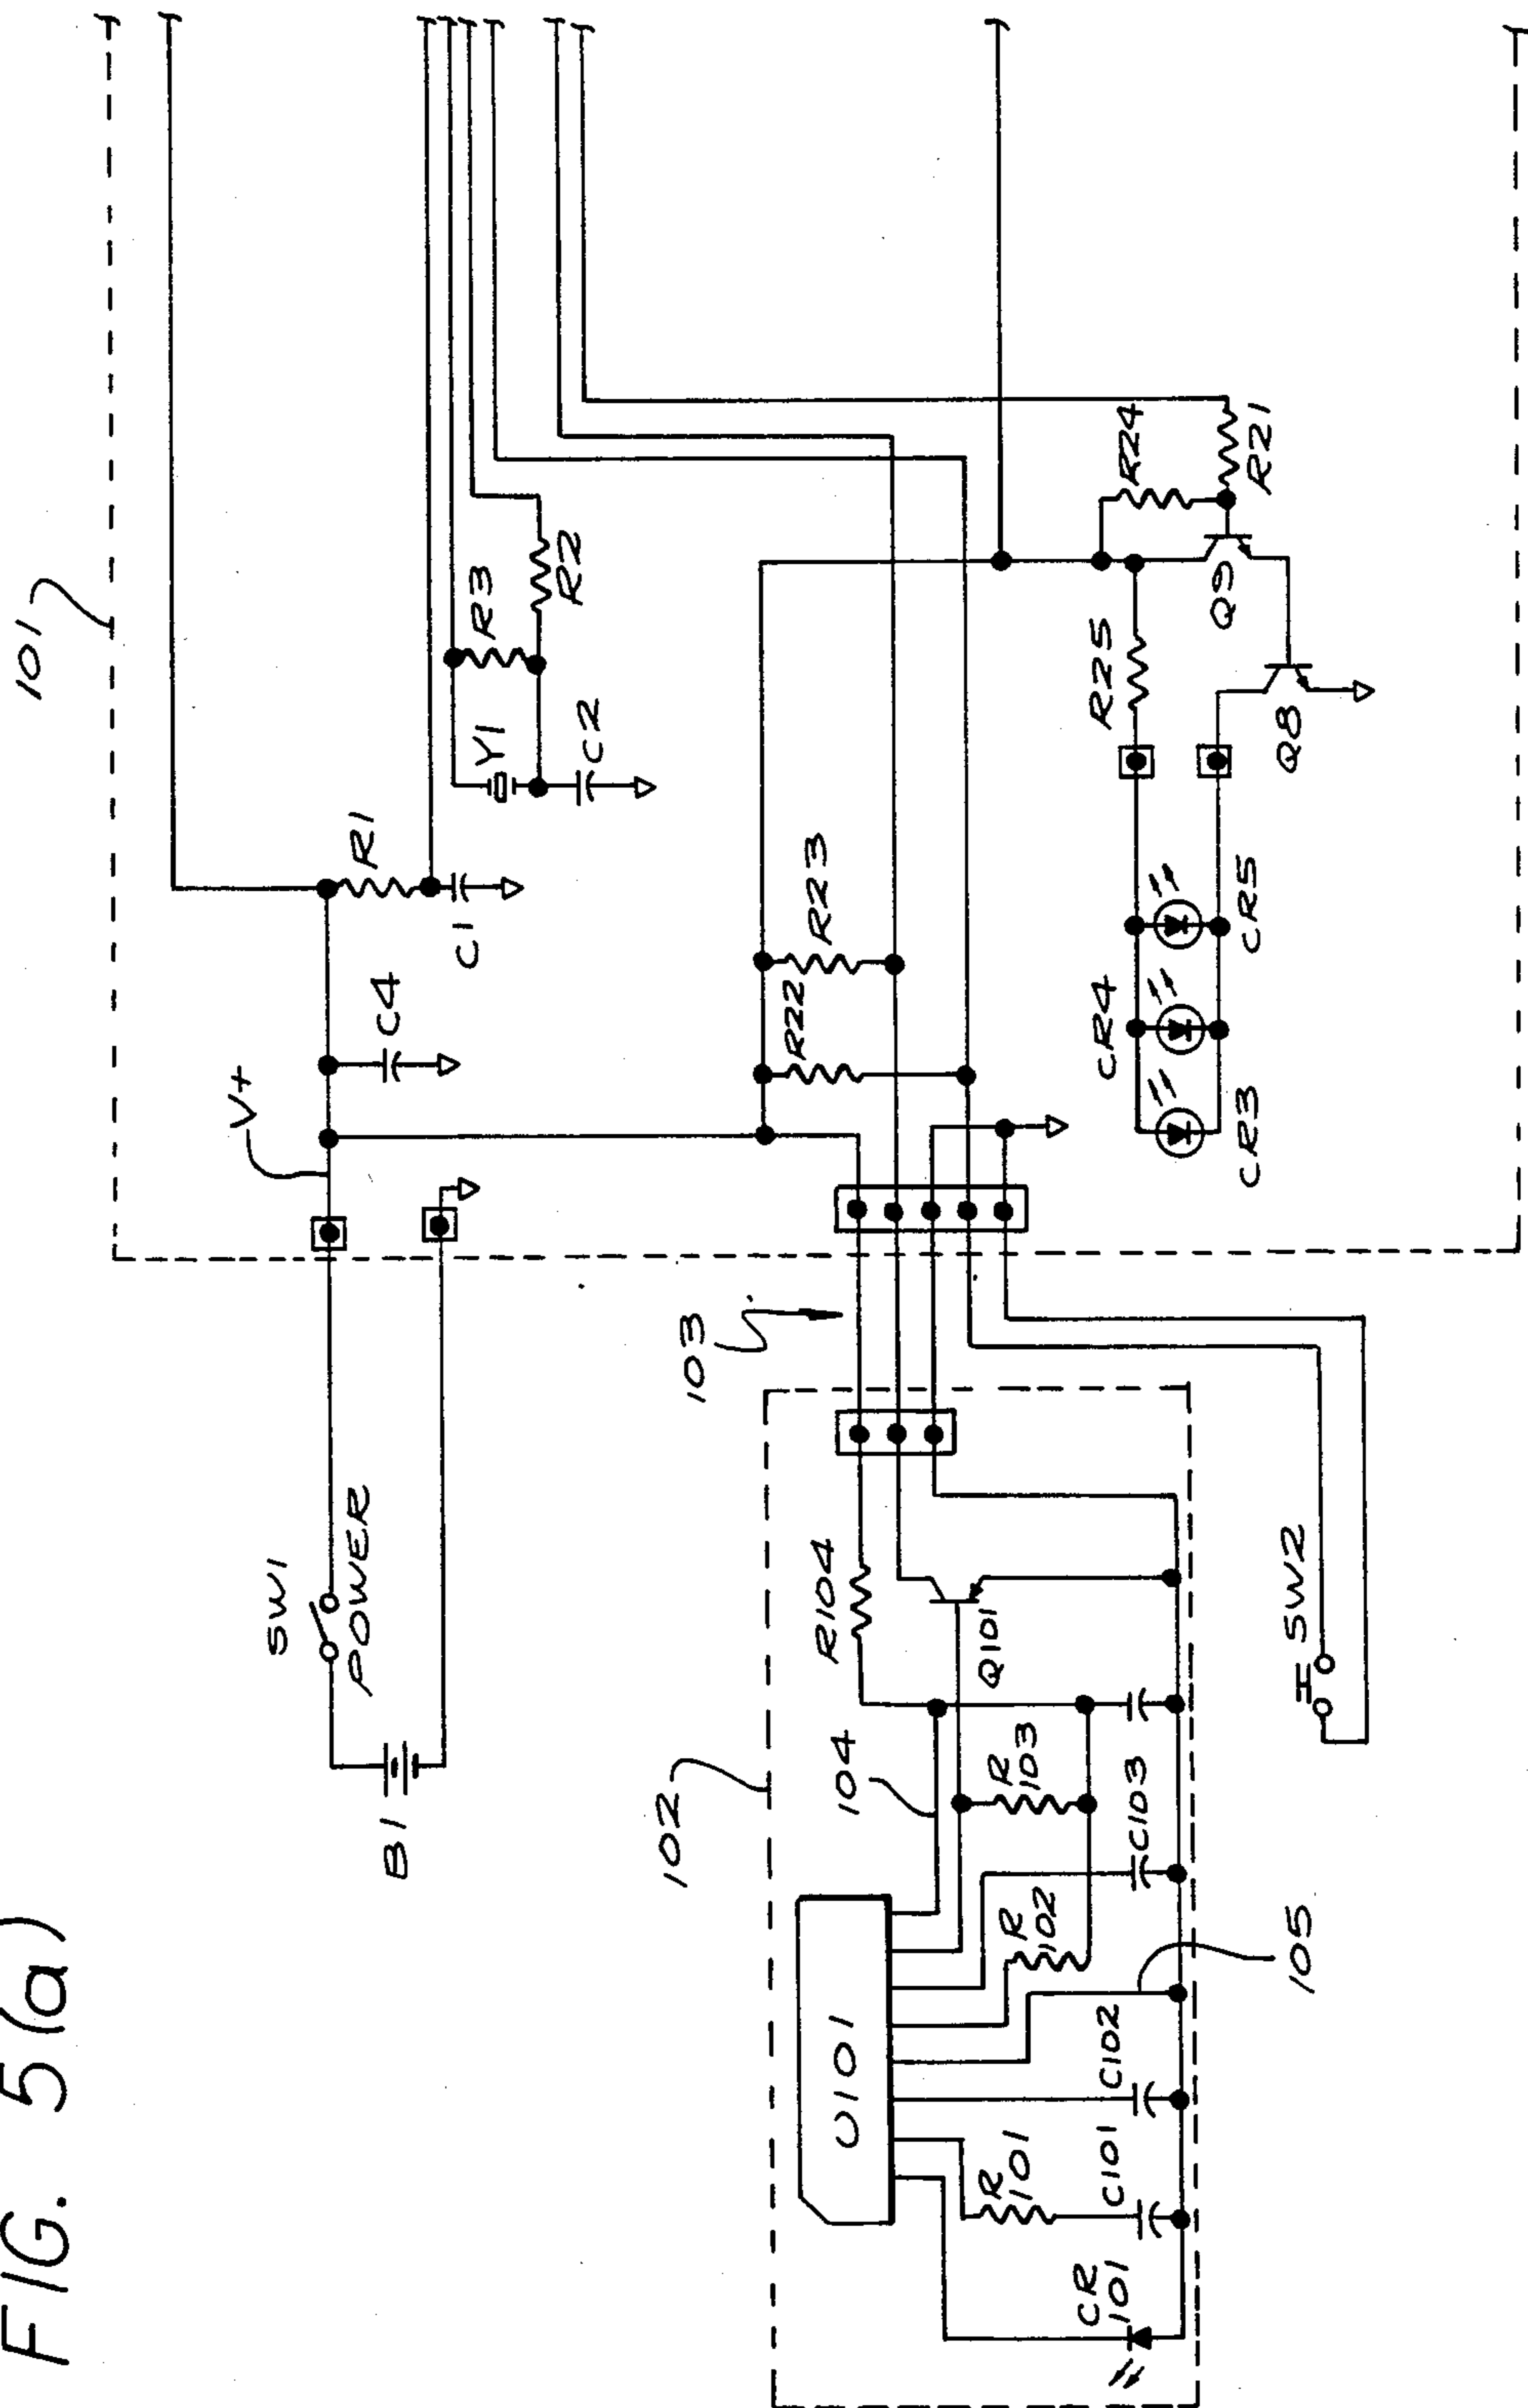 FIG. 5(a)
101
V+
SW1
POWER
B1
C4
R1
C1
Y1
R3
C2
R2
103
R22
R23
R24
R21
R25
Q9
Q8
CR4
CR5
CR3
102
R104
104
Q101
R
103
C103
U101
R
102
105
C102
R
101
C101
CR
101
SW2